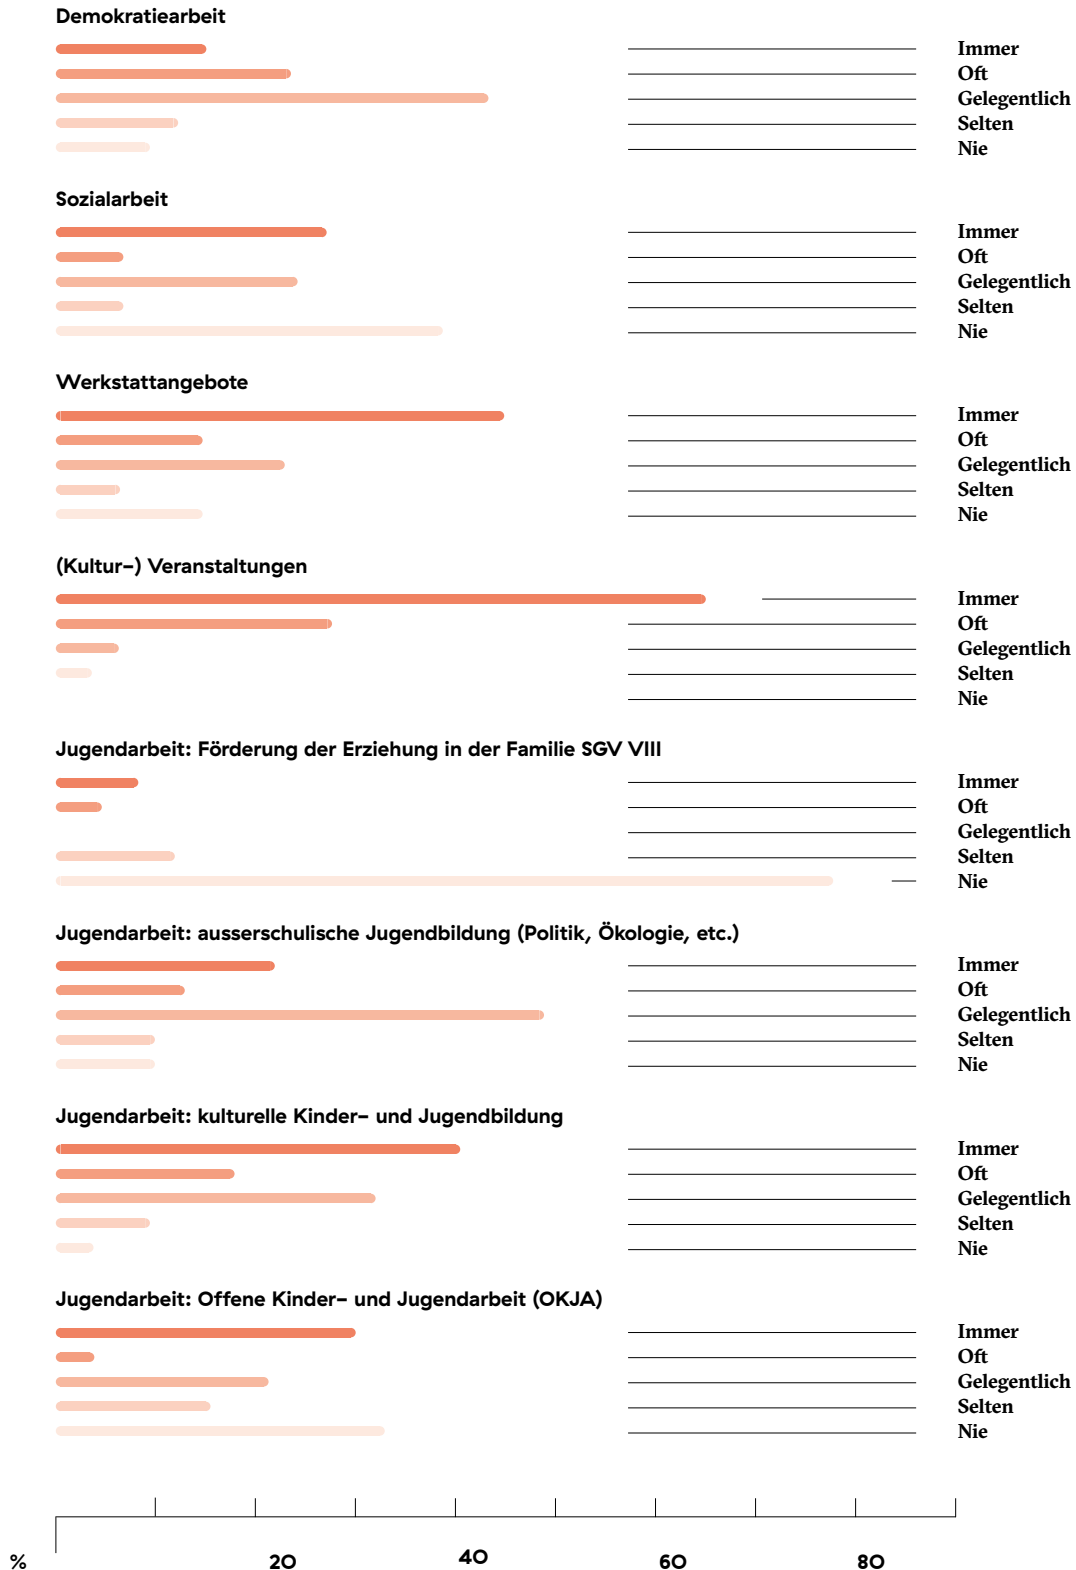 Demokratiearbeit
Immer
Oft
Gelegentlich
Selten
Nie
Sozialarbeit
Immer
Oft
Gelegentlich
Selten
Nie
Werkstattangebote
Immer
Oft
Gelegentlich
Selten
Nie
(Kultur-) Veranstaltungen
Immer
Oft
Gelegentlich
Selten
Nie
Jugendarbeit: Förderung der Erziehung in der Familie SGV VIII
Immer
Oft
Gelegentlich
Selten
Nie
Jugendarbeit: ausserschulische Jugendbildung (Politik, Ökologie, etc.)
Immer
Oft
Gelegentlich
Selten
Nie
Jugendarbeit: kulturelle Kinder- und Jugendbildung
Immer
Oft
Gelegentlich
Selten
Nie
Jugendarbeit: Offene Kinder- und Jugendarbeit (OKJA)
Immer
Oft
Gelegentlich
Selten
Nie
% 20 40 60 80